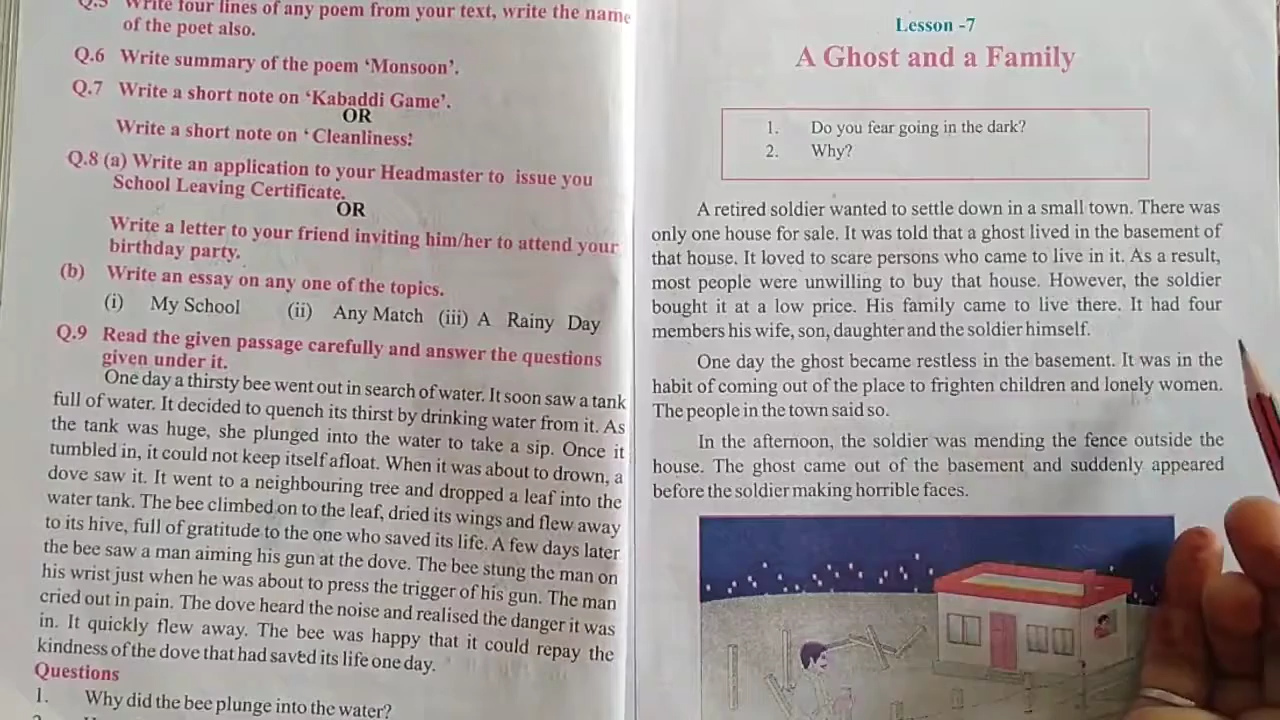 Q.5 Write four lines of any poem from your text, write the name
of the poet also.
Q.6 Write summary of the poem ‘Monsoon’.
Q.7 Write a short note on ‘Kabaddi Game’.
OR
Write a short note on ‘Cleanliness’
Q.8 (a) Write an application to your Headmaster to issue you
School Leaving Certificate.
OR
Write a letter to your friend inviting him/her to attend your
birthday party.
(b) Write an essay on any one of the topics.
(i) My School (ii) Any Match (iii) A Rainy Day
Q.9 Read the given passage carefully and answer the questions
given under it.
One day a thirsty bee went out in search of water. It soon saw a tank
full of water. It decided to quench its thirst by drinking water from it. As
the tank was huge, she plunged into the water to take a sip. Once it
tumbled in, it could not keep itself afloat. When it was about to drown, a
dove saw it. It went to a neighbouring tree and dropped a leaf into the
water tank. The bee climbed on to the leaf, dried its wings and flew away
to its hive, full of gratitude to the one who saved its life. A few days later
the bee saw a man aiming his gun at the dove. The bee stung the man on
his wrist just when he was about to press the trigger of his gun. The man
cried out in pain. The dove heard the noise and realised the danger it was
in. It quickly flew away. The bee was happy that it could repay the
kindness of the dove that had saved its life one day.
Questions
1. Why did the bee plunge into the water?
Lesson -7
A Ghost and a Family
1. Do you fear going in the dark?
2. Why?
A retired soldier wanted to settle down in a small town. There was
only one house for sale. It was told that a ghost lived in the basement of
that house. It loved to scare persons who came to live in it. As a result,
most people were unwilling to buy that house. However, the soldier
bought it at a low price. His family came to live there. It had four
members his wife, son, daughter and the soldier himself.
One day the ghost became restless in the basement. It was in the
habit of coming out of the place to frighten children and lonely women.
The people in the town said so.
In the afternoon, the soldier was mending the fence outside the
house. The ghost came out of the basement and suddenly appeared
before the soldier making horrible faces.